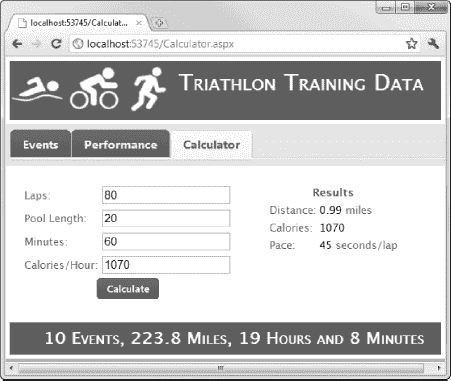 localhost:53745/Calculat...
localhost:53745/Calculator.aspx
TRIATHLON TRAINING DATA
Events
Performance
Calculator
Laps: 80
Pool Length: 20
Minutes: 60
Calories/Hour: 1070
Calculate
Results
Distance: 0.99 miles
Calories: 1070
Pace: 45 seconds/lap
10 EVENTS, 223.8 MILES, 19 HOURS AND 8 MINUTES